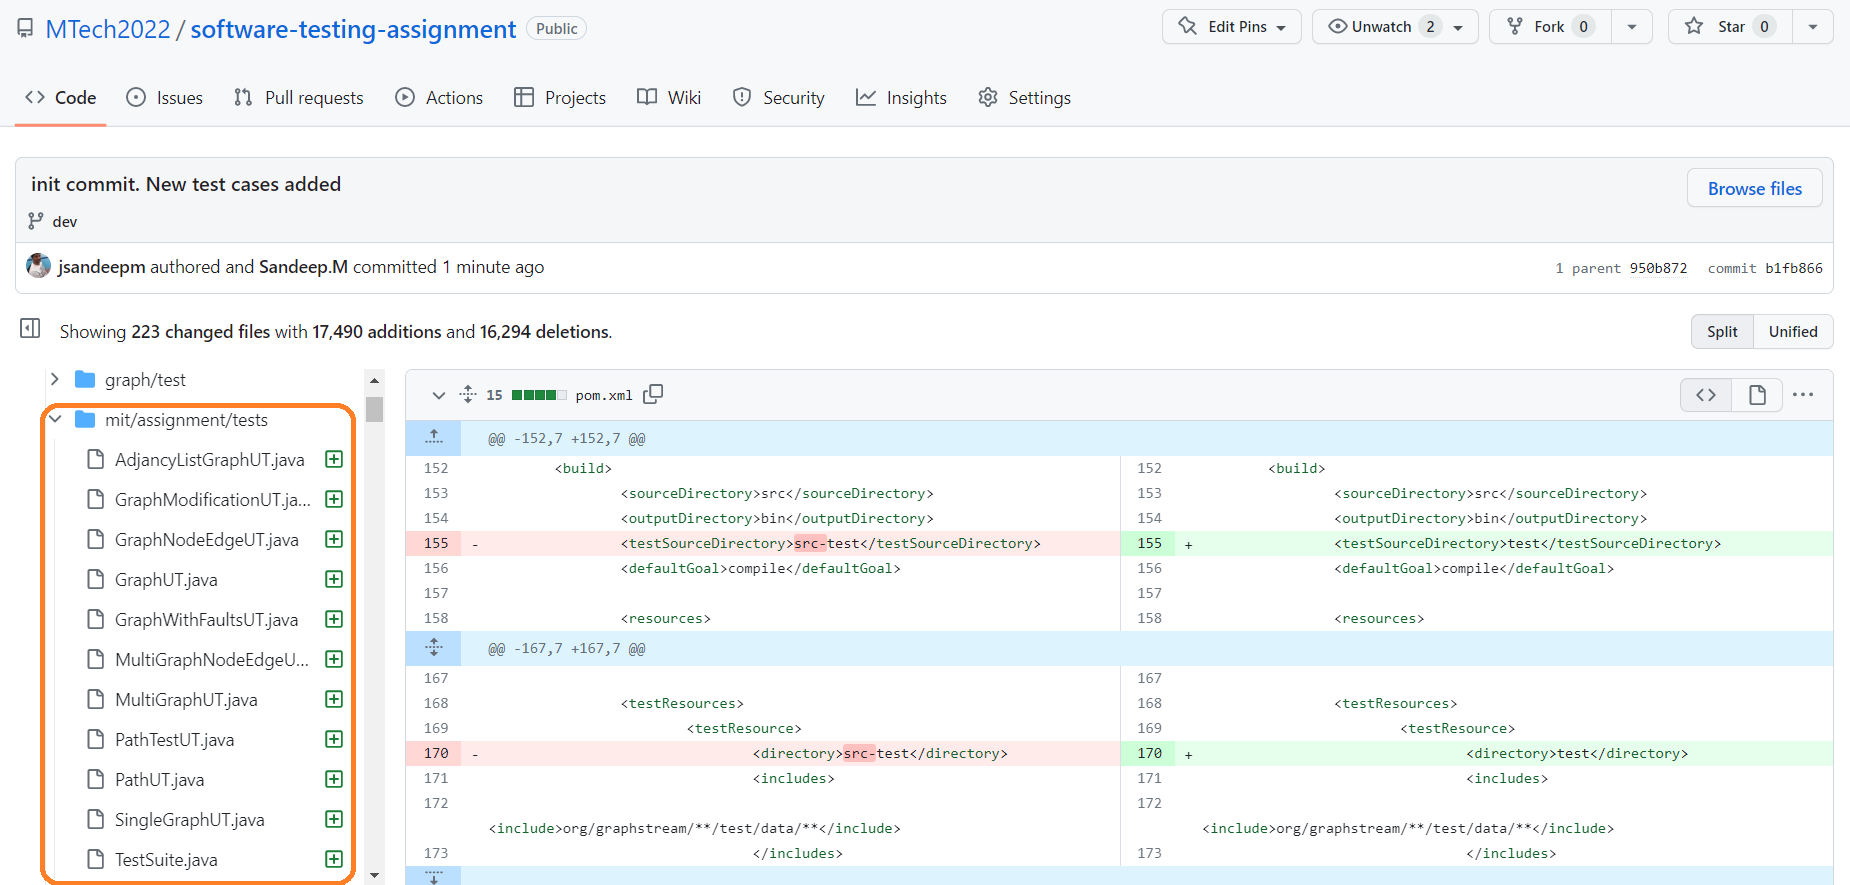 MTech2022 / software-testing-assignment Public
Edit Pins Unwatch 2 Fork 0 Star 0
Code Issues Pull requests Actions Projects Wiki Security Insights Settings
init commit. New test cases added
Browse files
dev
jsandeepm authored and Sandeep.M committed 1 minute ago
1 parent 950b872 commit b1fb866
Showing 223 changed files with 17,490 additions and 16,294 deletions.
Split Unified
graph/test
mit/assignment/tests
AdjancyListGraphUT.java
GraphModificationUT.ja...
GraphNodeEdgeUT.java
GraphUT.java
GraphWithFaultsUT.java
MultiGraphNodeEdgeU...
MultiGraphUT.java
PathTestUT.java
PathUT.java
SingleGraphUT.java
TestSuite.java
15 pom.xml
@@ -152,7 +152,7 @@
152 <build> 152 <build>
153 <sourceDirectory>src</sourceDirectory> 153 <sourceDirectory>src</sourceDirectory>
154 <outputDirectory>bin</outputDirectory> 154 <outputDirectory>bin</outputDirectory>
155 - <testSourceDirectory>src-test</testSourceDirectory> 155 + <testSourceDirectory>test</testSourceDirectory>
156 <defaultGoal>compile</defaultGoal> 156 <defaultGoal>compile</defaultGoal>
157 157
158 <resources> 158 <resources>
@@ -167,7 +167,7 @@
167 167
168 <testResources> 168 <testResources>
169 <testResource> 169 <testResource>
170 - <directory>src-test</directory> 170 + <directory>test</directory>
171 <includes> 171 <includes>
172 172
<include>org/graphstream/**/test/data/**</include> <include>org/graphstream/**/test/data/**</include>
173 </includes> 173 </includes>